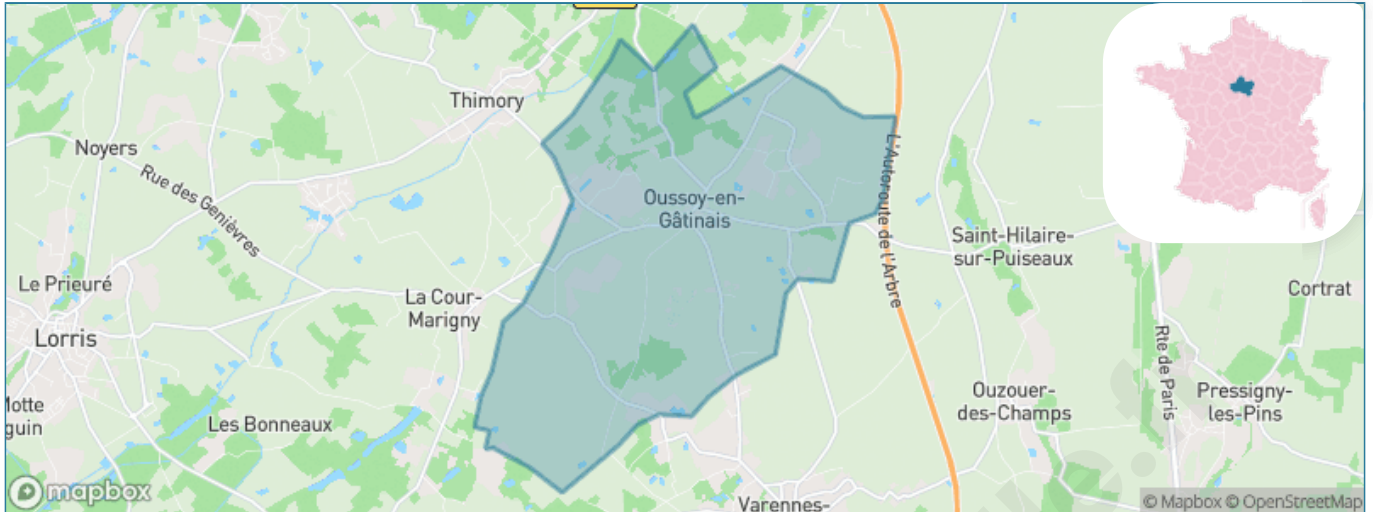 Thimory
Noyers
Rue des Genièvres
L'Autoroute de l'Arbre
Oussoy-en-
Gâtinais
Saint-Hilaire-
sur-Puiseaux
Le Prieuré
La Cour-
Marigny
Cortrat
Lorris
Rte de Paris
Motte
guin
Les Bonneaux
Ouzouer-
des-Champs
Pressigny-
les-Pins
mapbox
Varennes-
© Mapbox © OpenStreetMap